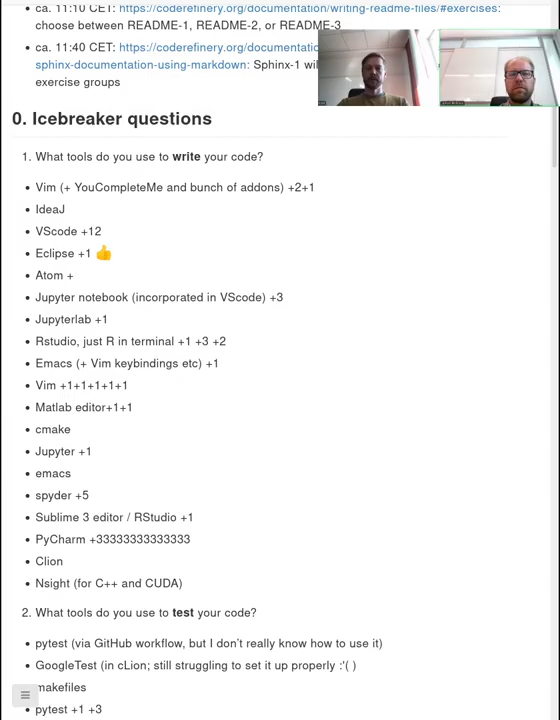 ca. 11:10 CET: https://coderefinery.org/documentation/writing-readme-files/#exercises:
choose between README-1, README-2, or README-3
ca. 11:40 CET: https://coderefinery.org/documentatio
sphinx-documentation-using-markdown: Sphinx-1 wil
exercise groups
0. Icebreaker questions
1. What tools do you use to write your code?
Vim (+ YouCompleteMe and bunch of addons) +2+1
IdeaJ
VScode +12
Eclipse +1 👍
Atom +
Jupyter notebook (incorporated in VScode) +3
Jupyterlab +1
Rstudio, just R in terminal +1 +3 +2
Emacs (+ Vim keybindings etc) +1
Vim +1+1+1+1+1
Matlab editor+1+1
cmake
Jupyter +1
emacs
spyder +5
Sublime 3 editor / RStudio +1
PyCharm +33333333333333
Clion
Nsight (for C++ and CUDA)
2. What tools do you use to test your code?
pytest (via GitHub workflow, but I don't really know how to use it)
GoogleTest (in cLion; still struggling to set it up properly :'( )
makefiles
pytest +1 +3